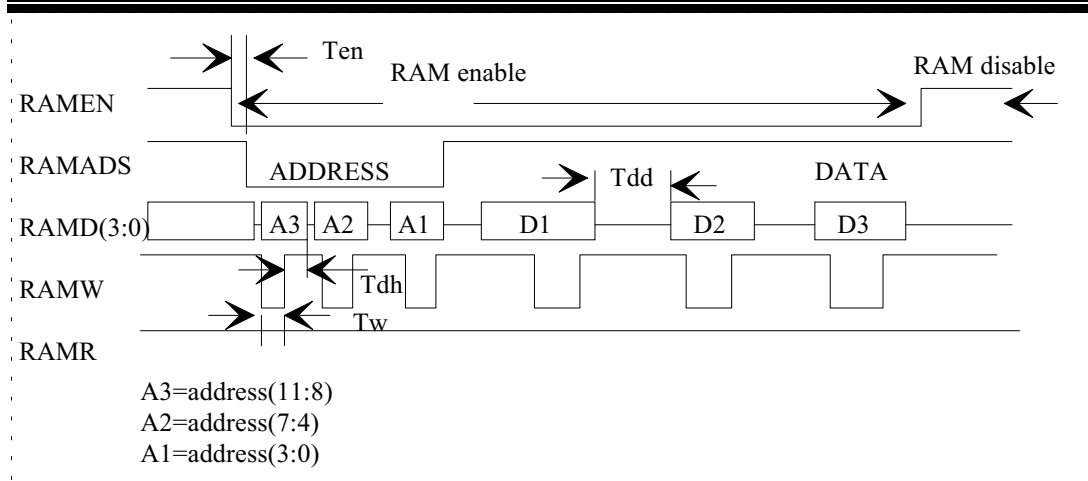 Ten
RAM enable
RAM disable
RAMEN
RAMADS
ADDRESS
Tdd
DATA
RAMD(3:0)
A3
A2
A1
D1
D2
D3
Tdh
RAMW
Tw
RAMR
A3=address(11:8)
A2=address(7:4)
A1=address(3:0)